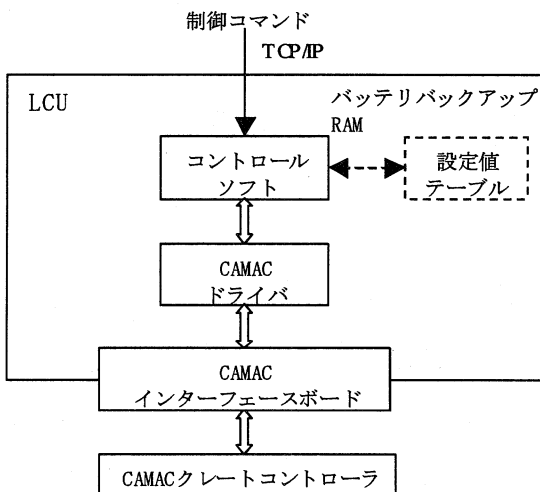 制御コマンド
TCP/IP
LCU
バッテリバックアップ
RAM
コントロール
ソフト
設定値
テーブル
CAMAC
ドライバ
CAMAC
インターフェースボード
CAMACクレートコントローラ